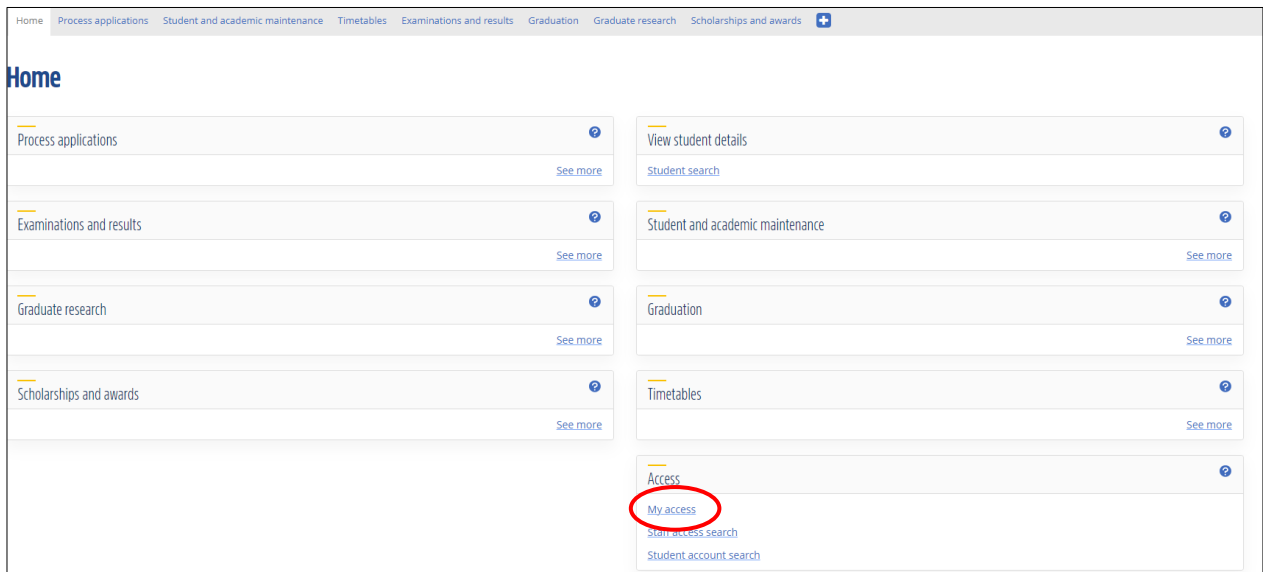 Home Process applications Student and academic maintenance Timetables Examinations and results Graduation Graduate research Scholarships and awards
Home
Process applications
See more
View student details
Student search
Examinations and results
See more
Student and academic maintenance
See more
Graduate research
See more
Graduation
See more
Scholarships and awards
See more
Timetables
See more
Access
My access
Staff access search
Student account search